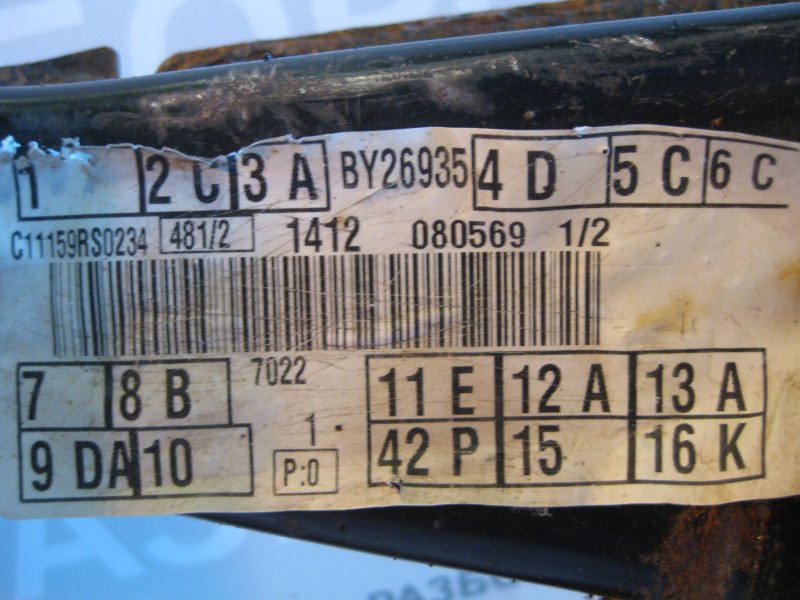 1 2 C 3 A BY26935 4 D 5 C 6 C
C11159RS0234 481/2 1412 080569 1/2
7 8 B 7022 11 E 12 A 13 A
9 DA 10 1 P:0 42 P 15 16 K